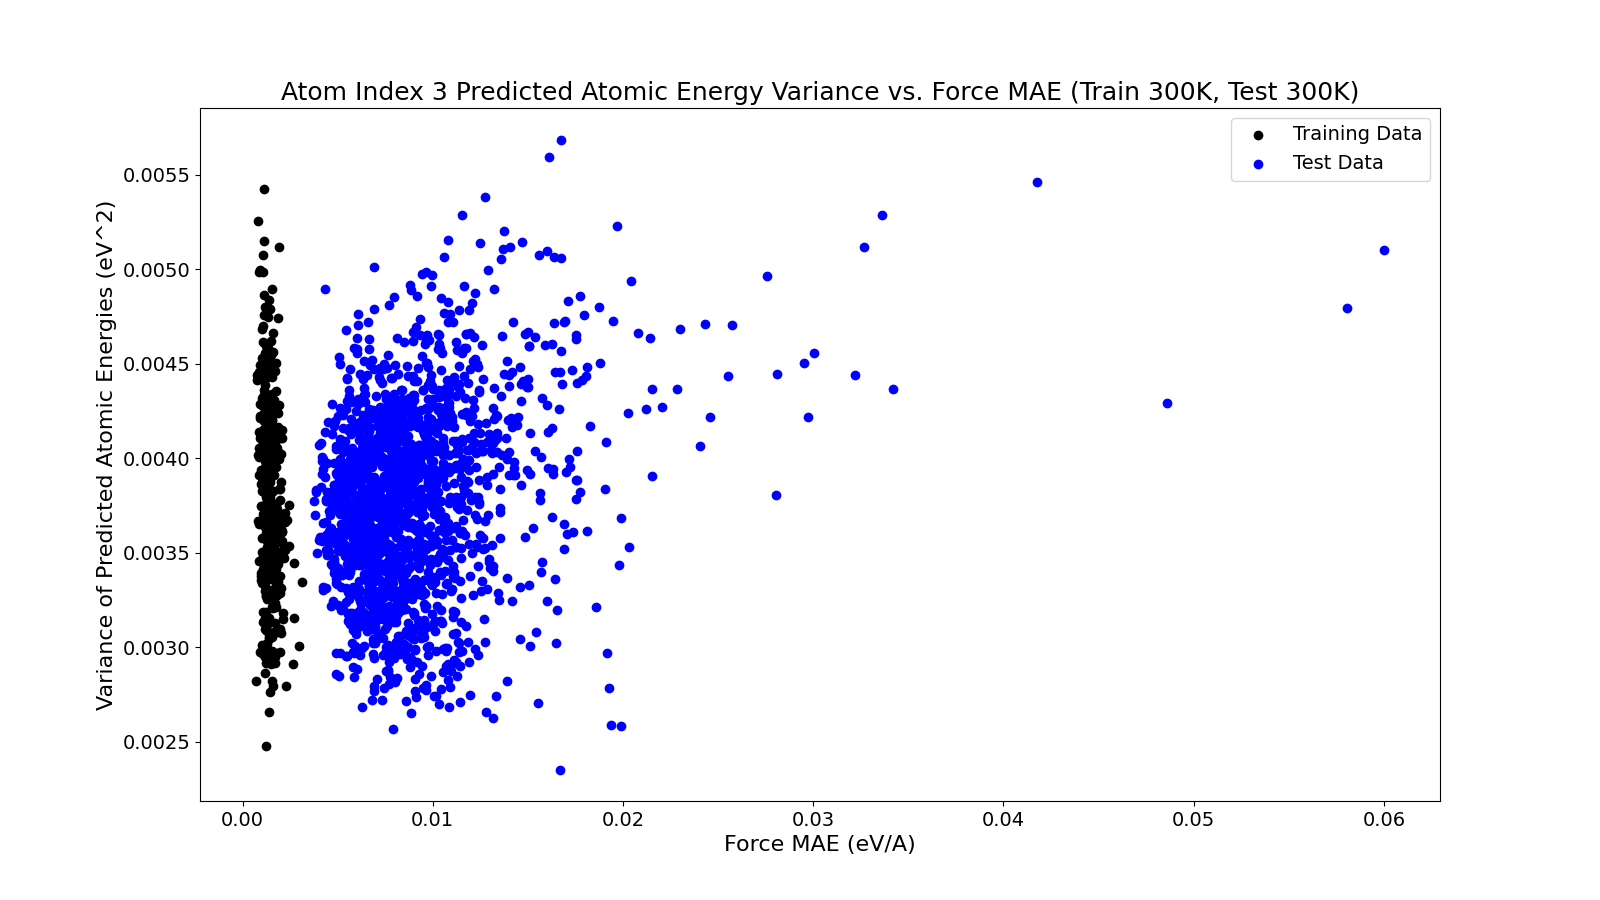 Atom Index 3 Predicted Atomic Energy Variance vs. Force MAE (Train 300K, Test 300K)
Training Data
Test Data
Variance of Predicted Atomic Energies (eV^2)
0.0055
0.0050
0.0045
0.0040
0.0035
0.0030
0.0025
0.00
0.01
0.02
0.03
0.04
0.05
0.06
Force MAE (eV/A)